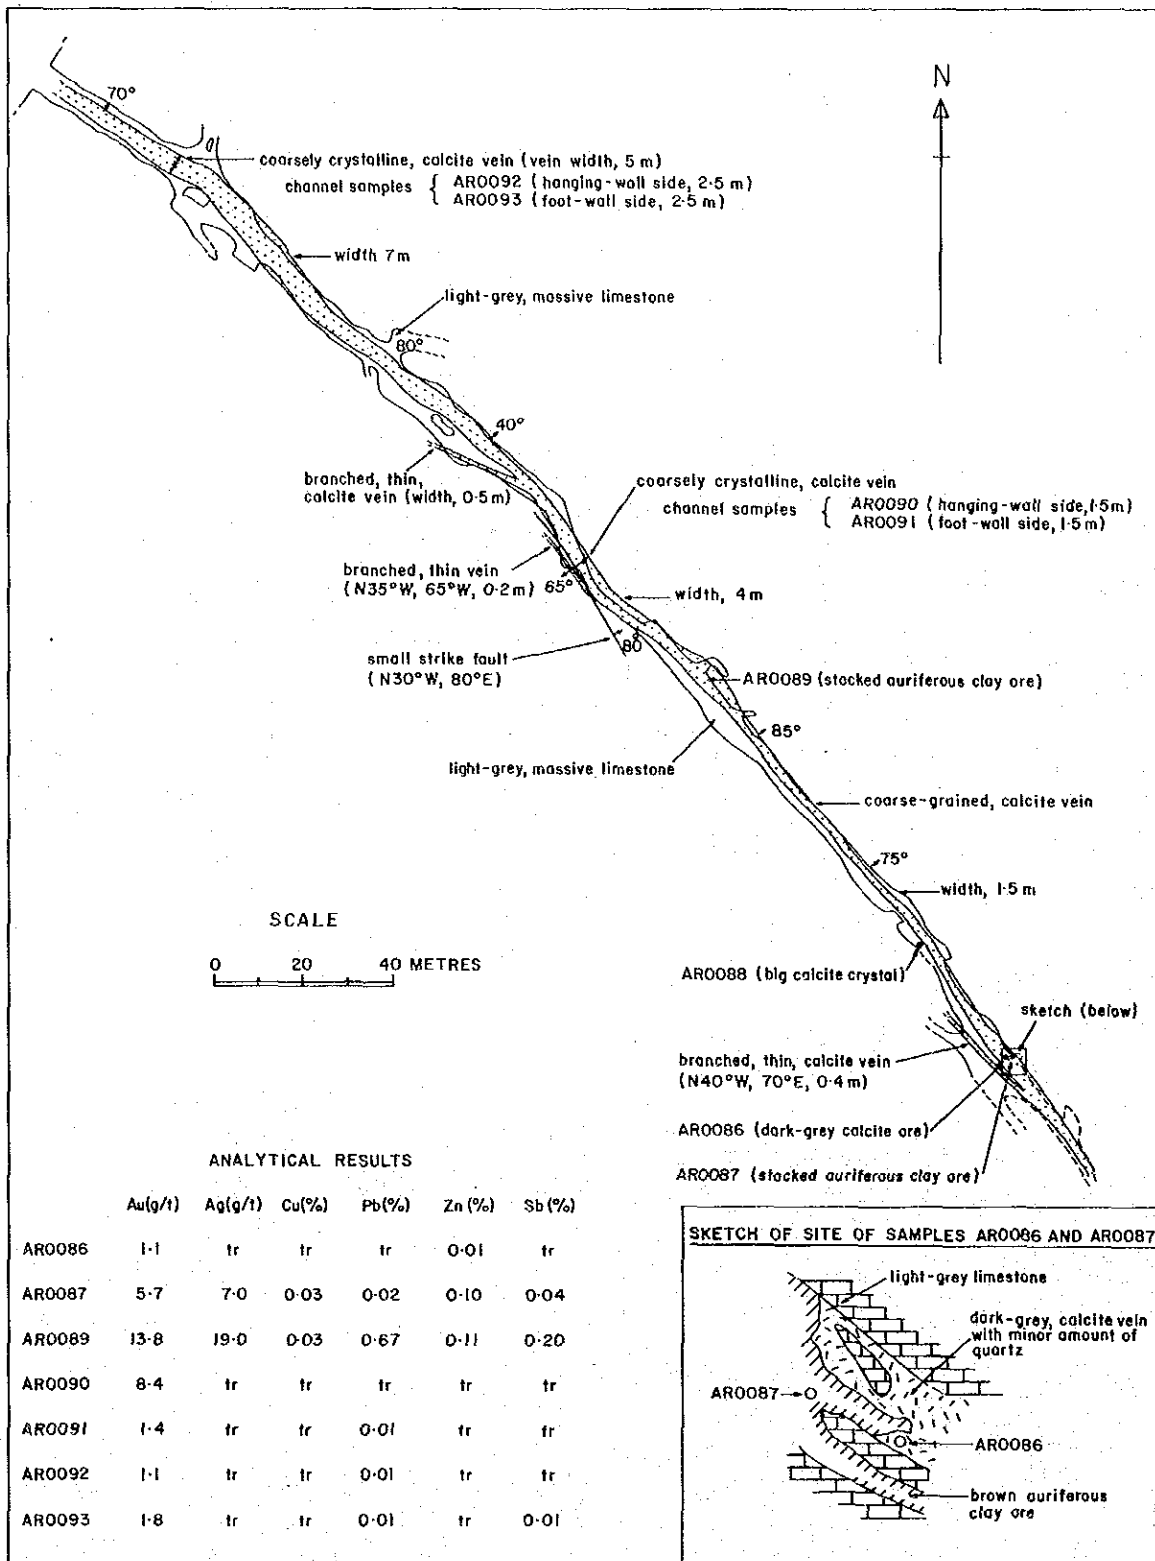 N
70°
coarsely crystalline, calcite vein (vein width, 5 m)
channel samples { AR0092 (hanging-wall side, 2·5 m)
AR0093 (foot-wall side, 2·5 m)
width 7m
light-grey, massive limestone
80°
40°
branched, thin,
calcite vein (width, 0·5m)
coarsely crystalline, calcite vein
channel samples { AR0090 (hanging-wall side, 1·5m)
AR0091 (foot-wall side, 1·5 m)
branched, thin vein
(N35°W, 65°W, 0·2m)
65°
width, 4 m
80
small strike fault
(N30°W, 80°E)
AR0089 (stocked auriferous clay ore)
85°
light-grey, massive limestone
coarse-grained, calcite vein
75°
width, 1·5 m
SCALE
0 20 40 METRES
AR0088 (big calcite crystal)
sketch (below)
branched, thin, calcite vein
(N40°W, 70°E, 0·4 m)
AR0086 (dark-grey calcite ore)
AR0087 (stocked auriferous clay ore)
ANALYTICAL RESULTS
Au(g/t) Ag(g/t) Cu(%) Pb(%) Zn(%) Sb(%)
AR0086 1·1 tr tr tr 0·01 tr
AR0087 5·7 7·0 0·03 0·02 0·10 0·04
AR0089 13·8 19·0 0·03 0·67 0·11 0·20
AR0090 8·4 tr tr tr tr tr
AR0091 1·4 tr tr 0·01 tr tr
AR0092 1·1 tr tr 0·01 tr tr
AR0093 1·8 tr tr 0·01 tr 0·01
SKETCH OF SITE OF SAMPLES AR0086 AND AR0087
light-grey limestone
dark-grey, calcite vein
with minor amount of
quartz
AR0087
AR0086
brown auriferous
clay ore